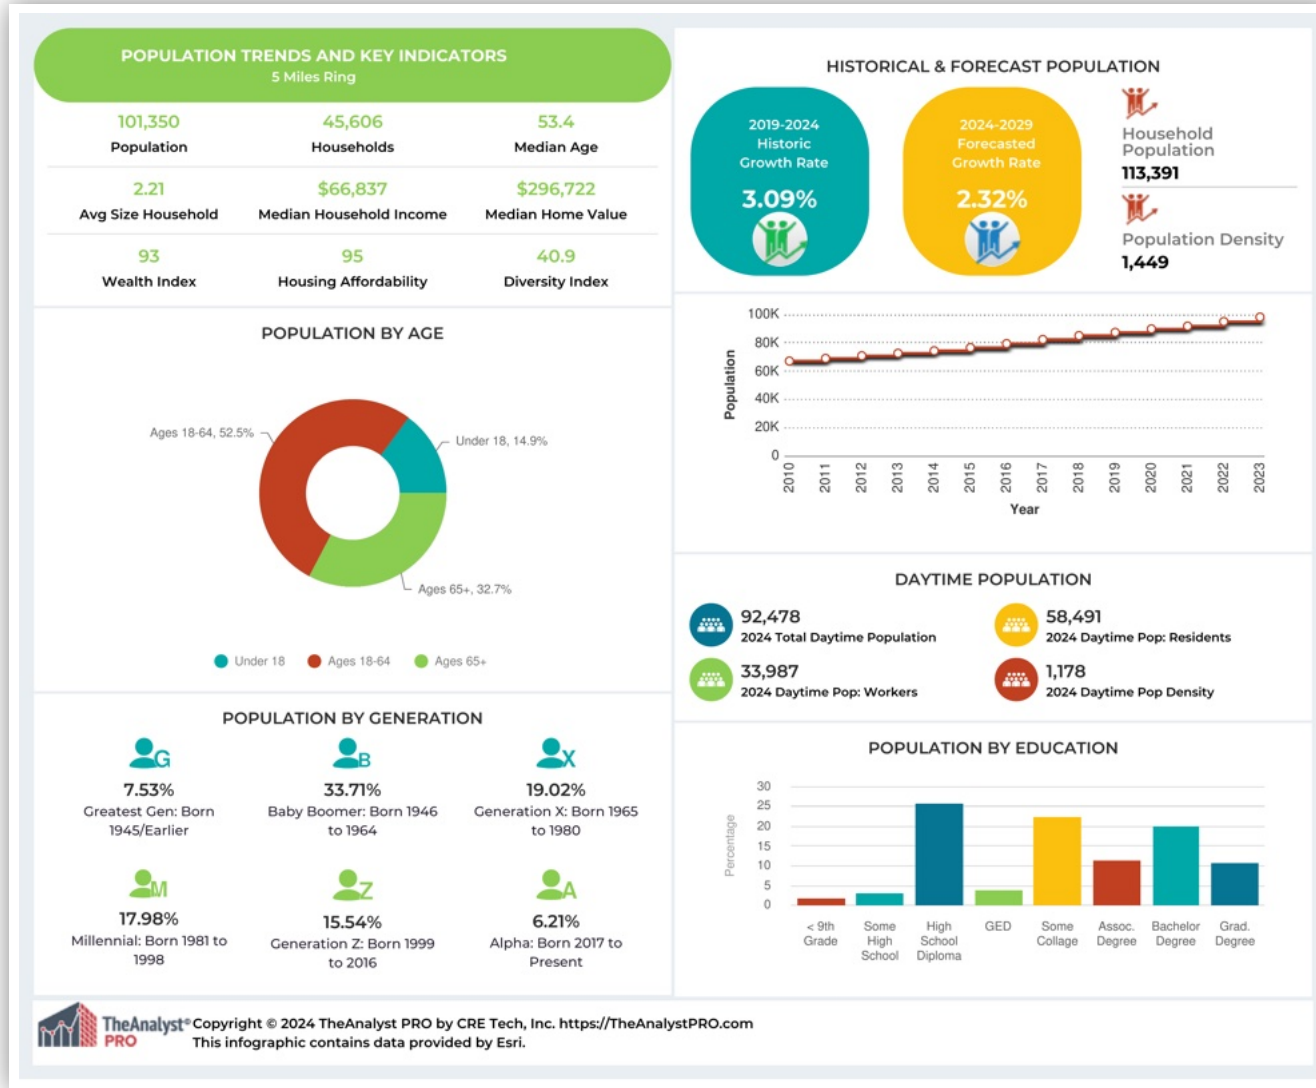 POPULATION TRENDS AND KEY INDICATORS
5 Miles Ring
101,350
Population
45,606
Households
53.4
Median Age
2.21
Avg Size Household
$66,837
Median Household Income
$296,722
Median Home Value
93
Wealth Index
95
Housing Affordability
40.9
Diversity Index
POPULATION BY AGE
Ages 18-64, 52.5%
Under 18, 14.9%
Ages 65+, 32.7%
Under 18
Ages 18-64
Ages 65+
POPULATION BY GENERATION
G
7.53%
Greatest Gen: Born
1945/Earlier
B
33.71%
Baby Boomer: Born 1946
to 1964
X
19.02%
Generation X: Born 1965
to 1980
M
17.98%
Millennial: Born 1981 to
1998
Z
15.54%
Generation Z: Born 1999
to 2016
A
6.21%
Alpha: Born 2017 to
Present
HISTORICAL & FORECAST POPULATION
2019-2024
Historic
Growth Rate
3.09%
2024-2029
Forecasted
Growth Rate
2.32%
Household
Population
113,391
Population Density
1,449
Population
100K
80K
60K
40K
20K
0
2010
2011
2012
2013
2014
2015
2016
2017
2018
2019
2020
2021
2022
2023
Year
DAYTIME POPULATION
92,478
2024 Total Daytime Population
58,491
2024 Daytime Pop: Residents
33,987
2024 Daytime Pop: Workers
1,178
2024 Daytime Pop Density
POPULATION BY EDUCATION
Percentage
30
25
20
15
10
5
0
< 9th
Grade
Some
High
School
High
School
Diploma
GED
Some
Collage
Assoc.
Degree
Bachelor
Degree
Grad.
Degree
TheAnalyst®
PRO
Copyright © 2024 TheAnalyst PRO by CRE Tech, Inc. https://TheAnalystPRO.com
This infographic contains data provided by Esri.